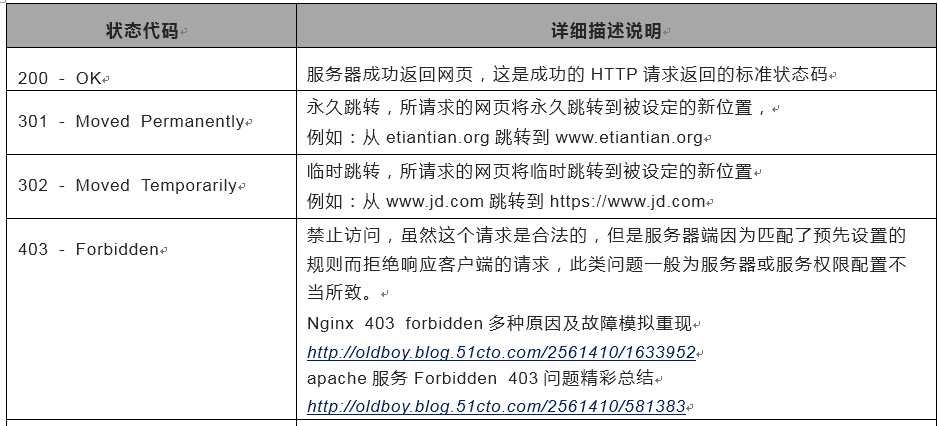 状态代码
详细描述说明
200 - OK
服务器成功返回网页，这是成功的 HTTP 请求返回的标准状态码
301 - Moved Permanently
永久跳转，所请求的网页将永久跳转到被设定的新位置，
例如：从 etiantian.org 跳转到 www.etiantian.org
302 - Moved Temporarily
临时跳转，所请求的网页将临时跳转到被设定的新位置
例如：从 www.jd.com 跳转到 https://www.jd.com
403 - Forbidden
禁止访问，虽然这个请求是合法的，但是服务器端因为匹配了预先设置的
规则而拒绝响应客户端的请求，此类问题一般为服务器或服务权限配置不
当所致。
Nginx 403 forbidden 多种原因及故障模拟重现
http://oldboy.blog.51cto.com/2561410/1633952
apache 服务 Forbidden 403 问题精彩总结
http://oldboy.blog.51cto.com/2561410/581383